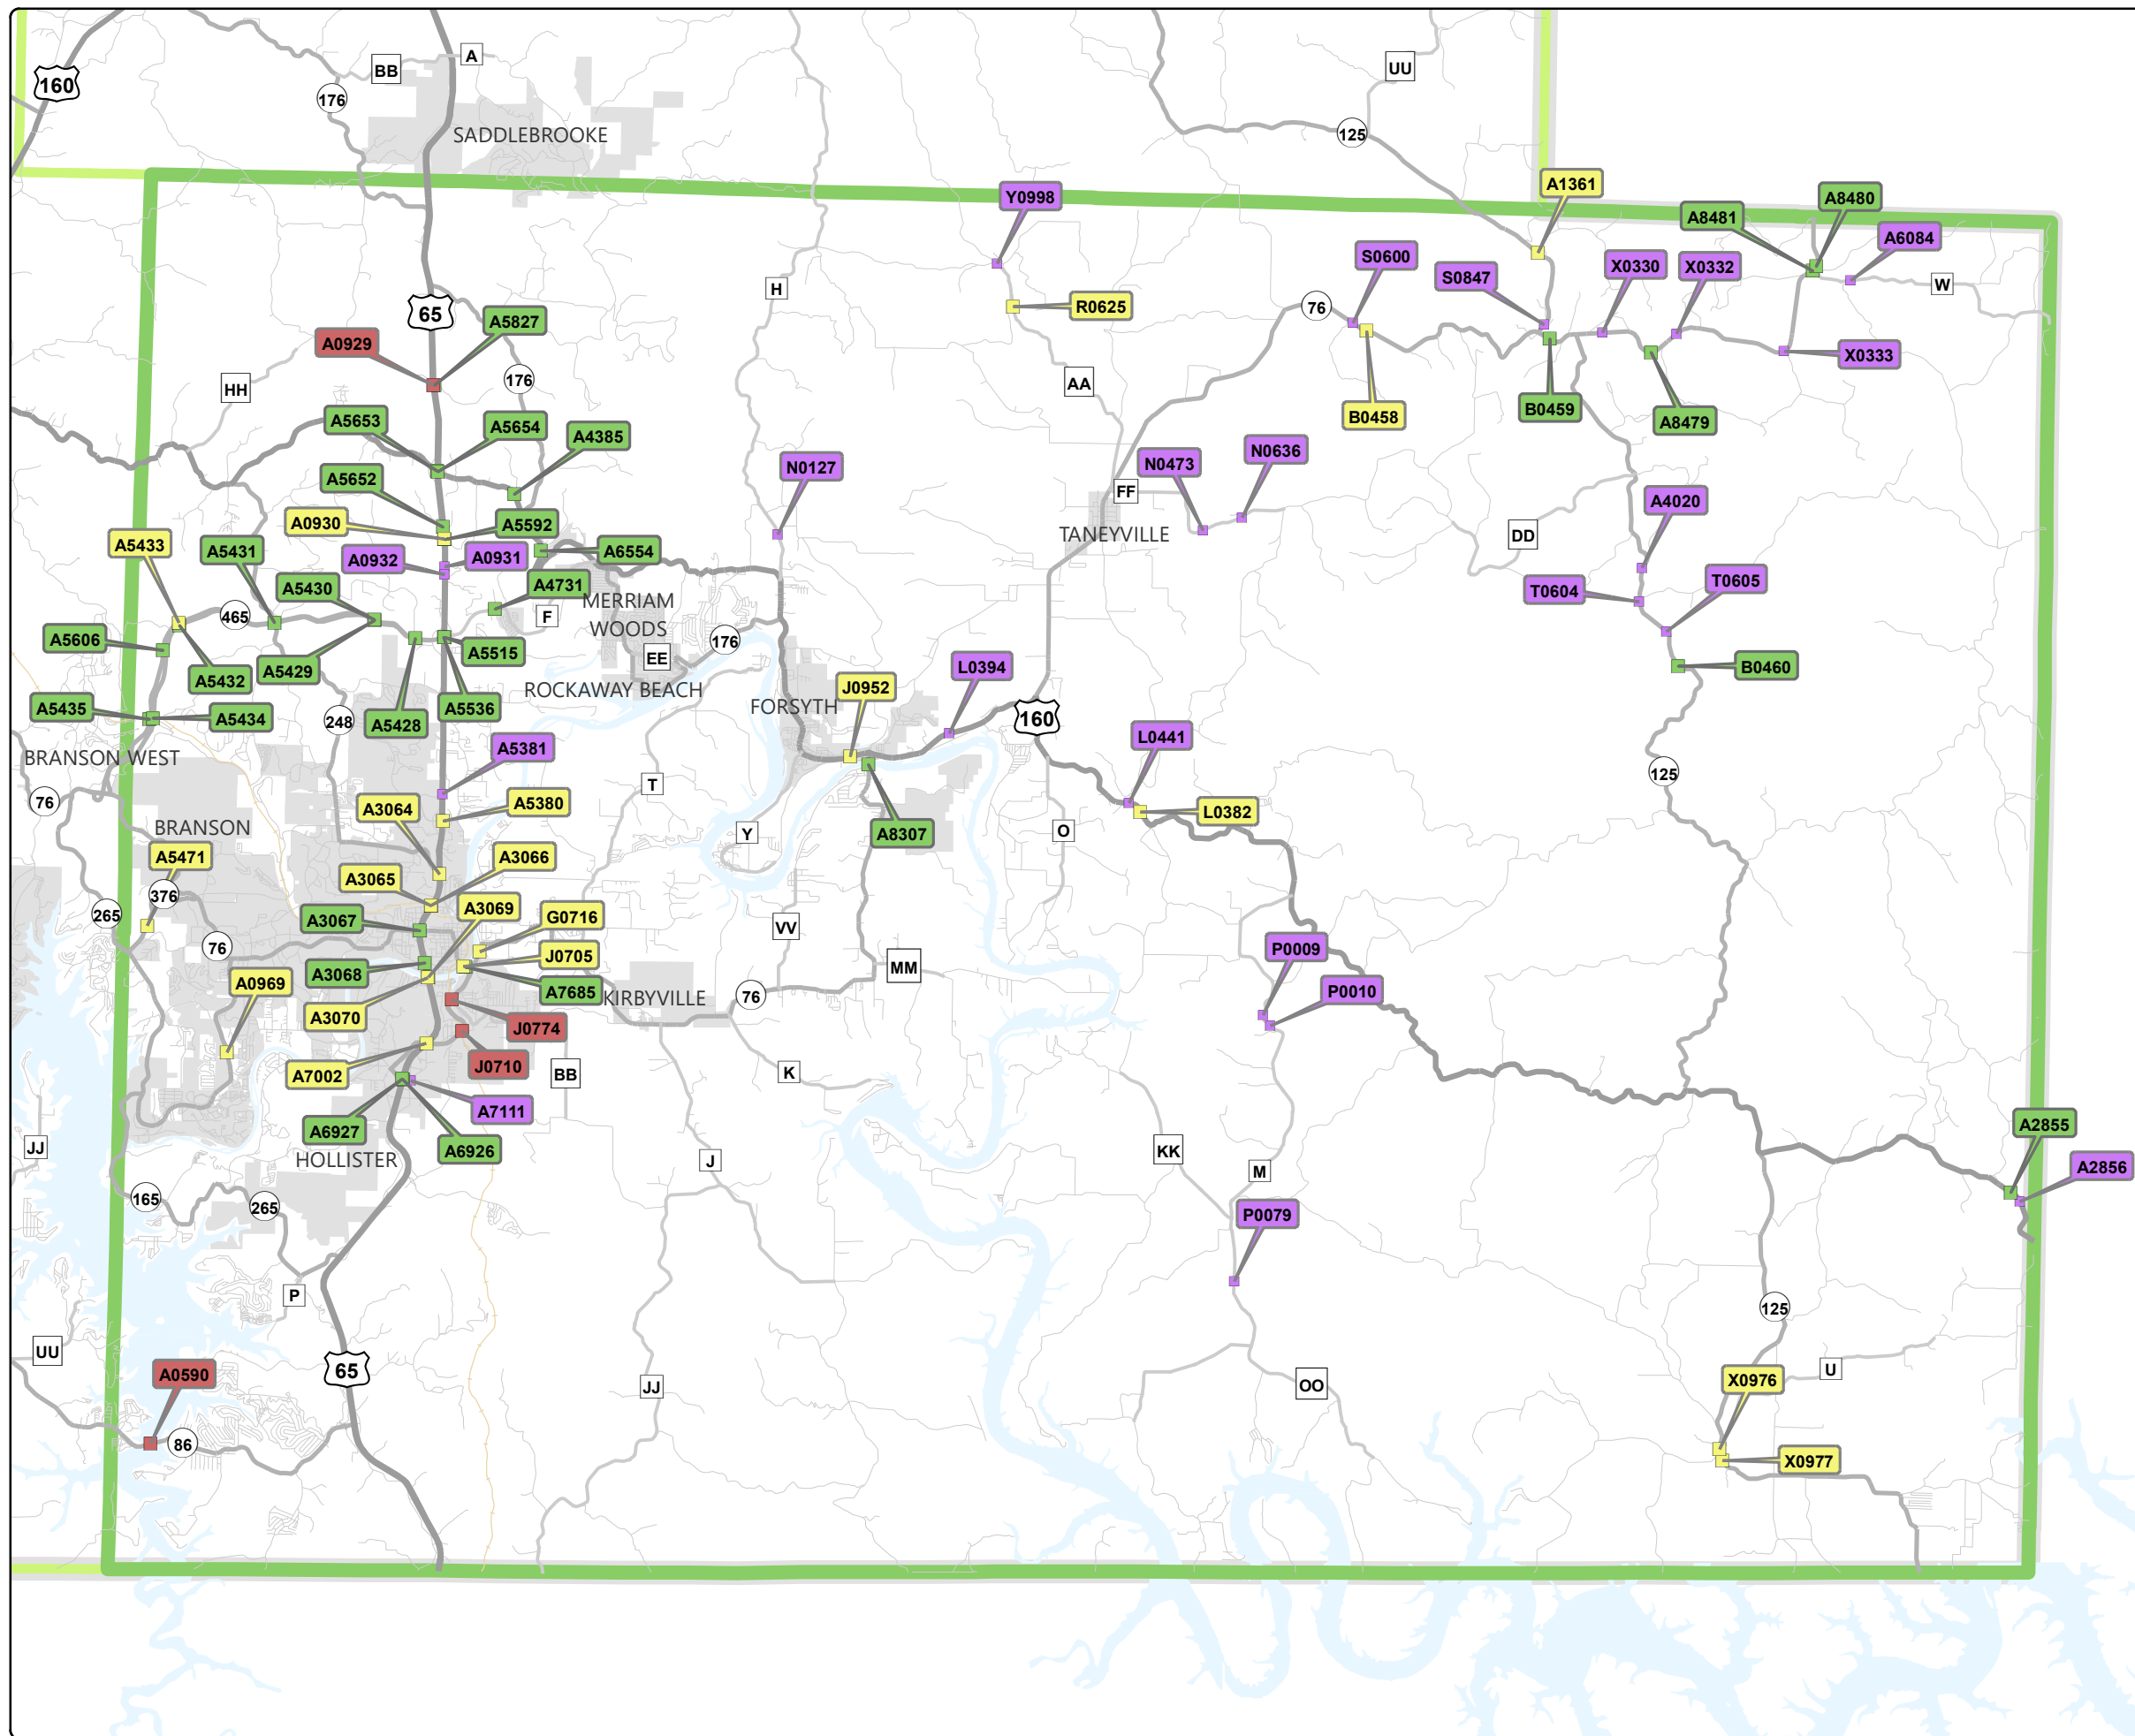 A
BB
UU
160
176
125
SADDLEBROOKE
A1361
Y0998
A8480
A8481
A6084
S0600
X0330
X0332
S0847
W
H
65
76
R0625
A5827
A0929
X0333
176
AA
HH
B0459
B0458
A8479
A5653
A5654
A4385
N0636
N0473
N0127
A5652
FF
A4020
A0930
A5592
TANEYVILLE
DD
A5433
A5431
A0932
A0931
A6554
T0605
T0604
A5430
A4731
MERRIAM
WOODS
465
F
A5606
A5515
176
EE
L0394
B0460
A5429
A5432
ROCKAWAY BEACH
J0952
A5435
A5434
A5536
FORSYTH
160
248
A5428
L0441
A5381
BRANSON WEST
125
T
76
A3064
A5380
L0382
BRANSON
Y
A8307
O
A5471
A3066
A3065
376
265
A3069
G0716
A3067
VV
76
J0705
P0009
MM
A3068
A0969
A7685
P0010
KIRBYVILLE
76
A3070
J0774
J0710
A7002
BB
K
A7111
A2855
A6927
A6926
JJ
KK
HOLLISTER
J
M
A2856
165
265
P0079
P
125
UU
65
A0590
U
X0976
JJ
OO
86
X0977